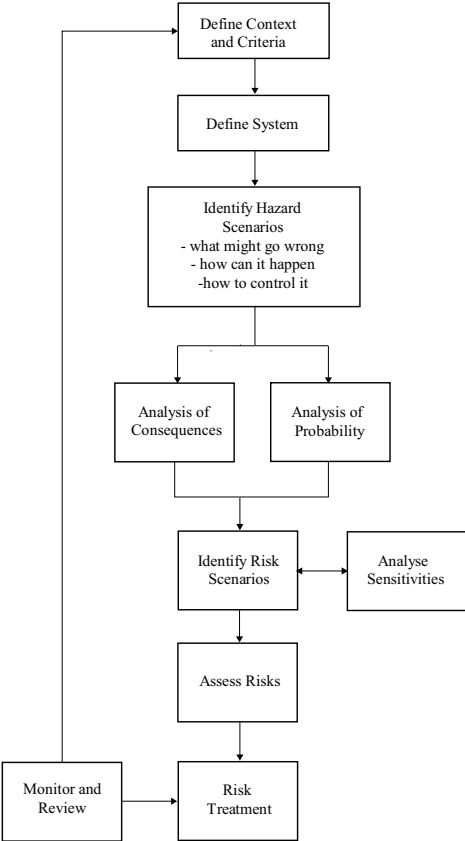 Define Context
and Criteria
Define System
Identify Hazard
Scenarios
- what might go wrong
- how can it happen
-how to control it
Analysis of
Consequences
Analysis of
Probability
Identify Risk
Scenarios
Analyse
Sensitivities
Assess Risks
Monitor and
Review
Risk
Treatment